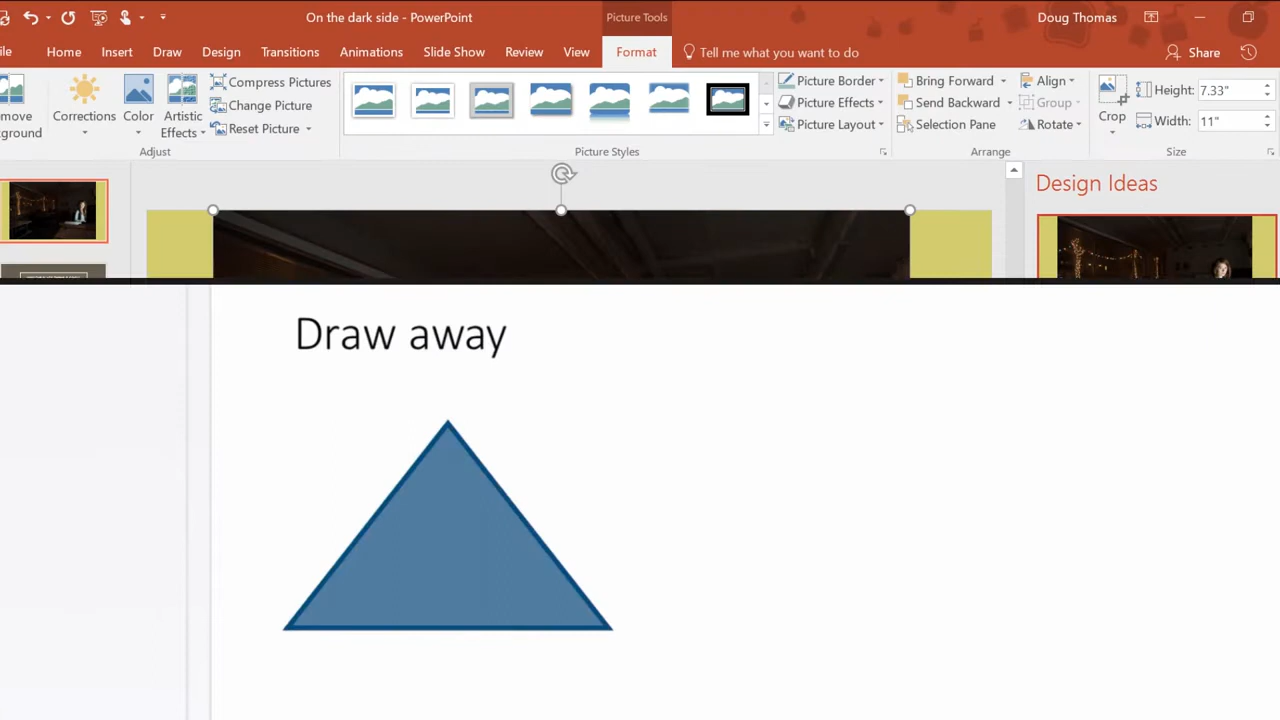 On the dark side - PowerPoint
Picture Tools
Doug Thomas
ile
Home
Insert
Draw
Design
Transitions
Animations
Slide Show
Review
View
Format
Tell me what you want to do
Share
move
ground
Corrections
Color
Artistic
Effects
Compress Pictures
Change Picture
Reset Picture
Adjust
Picture Border
Picture Effects
Picture Layout
Picture Styles
Bring Forward
Send Backward
Selection Pane
Align
Group
Rotate
Arrange
Crop
Height: 7.33"
Width: 11"
Size
Design Ideas
Draw away